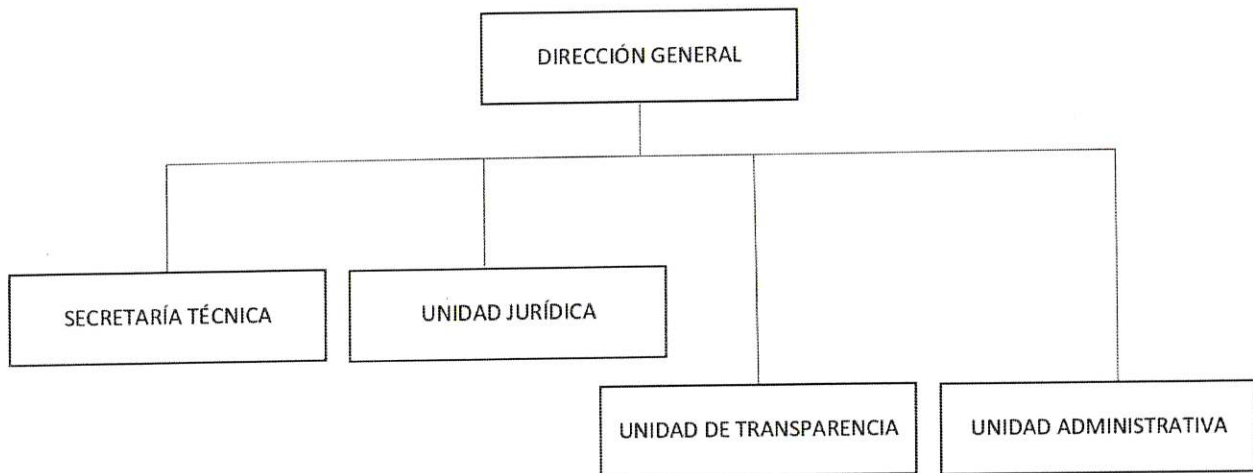 DIRECCIÓN GENERAL
SECRETARÍA TÉCNICA
UNIDAD JURÍDICA
UNIDAD DE TRANSPARENCIA
UNIDAD ADMINISTRATIVA